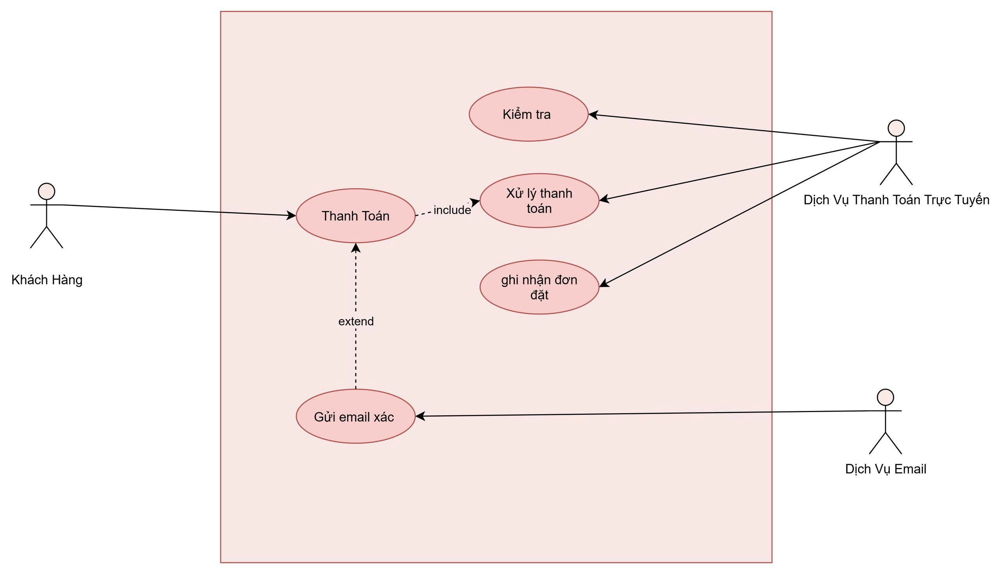 Kiểm tra
Xử lý thanh
toán
Dịch Vụ Thanh Toán Trực Tuyến
Thanh Toán
include
Khách Hàng
ghi nhận đơn
đặt
extend
Gửi email xác
Dịch Vụ Email